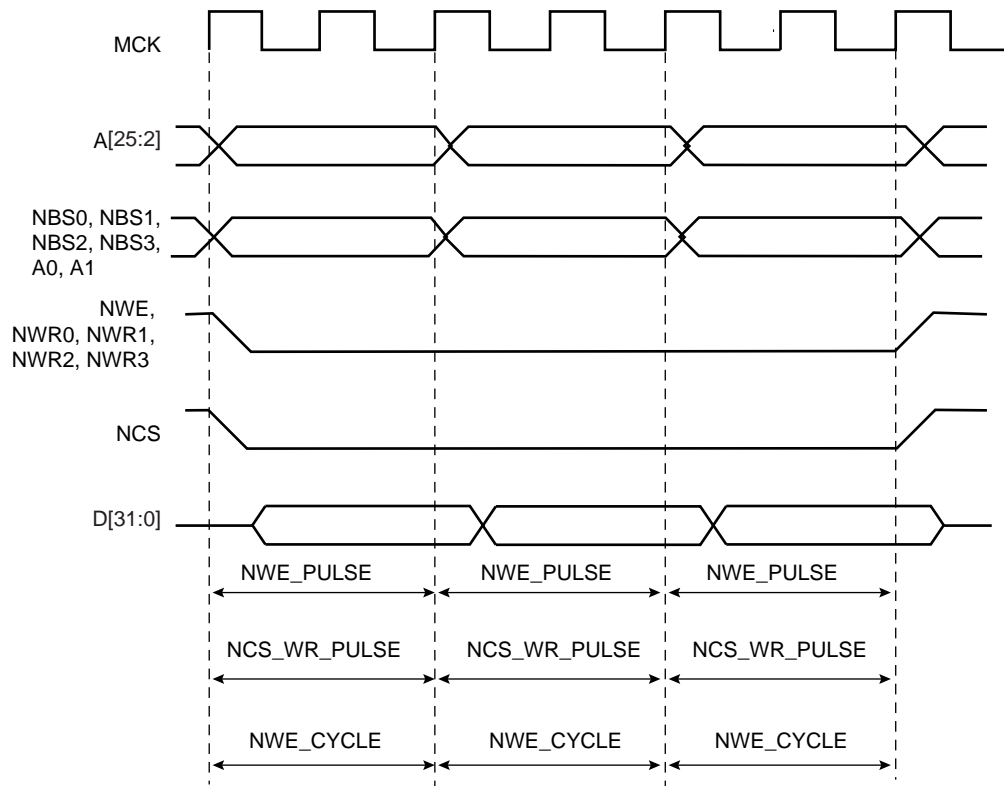 MCK
A[25:2]
NBS0, NBS1,
NBS2, NBS3,
A0, A1
NWE,
NWR0, NWR1,
NWR2, NWR3
NCS
D[31:0]
NWE_PULSE NWE_PULSE NWE_PULSE
NCS_WR_PULSE NCS_WR_PULSE NCS_WR_PULSE
NWE_CYCLE NWE_CYCLE NWE_CYCLE